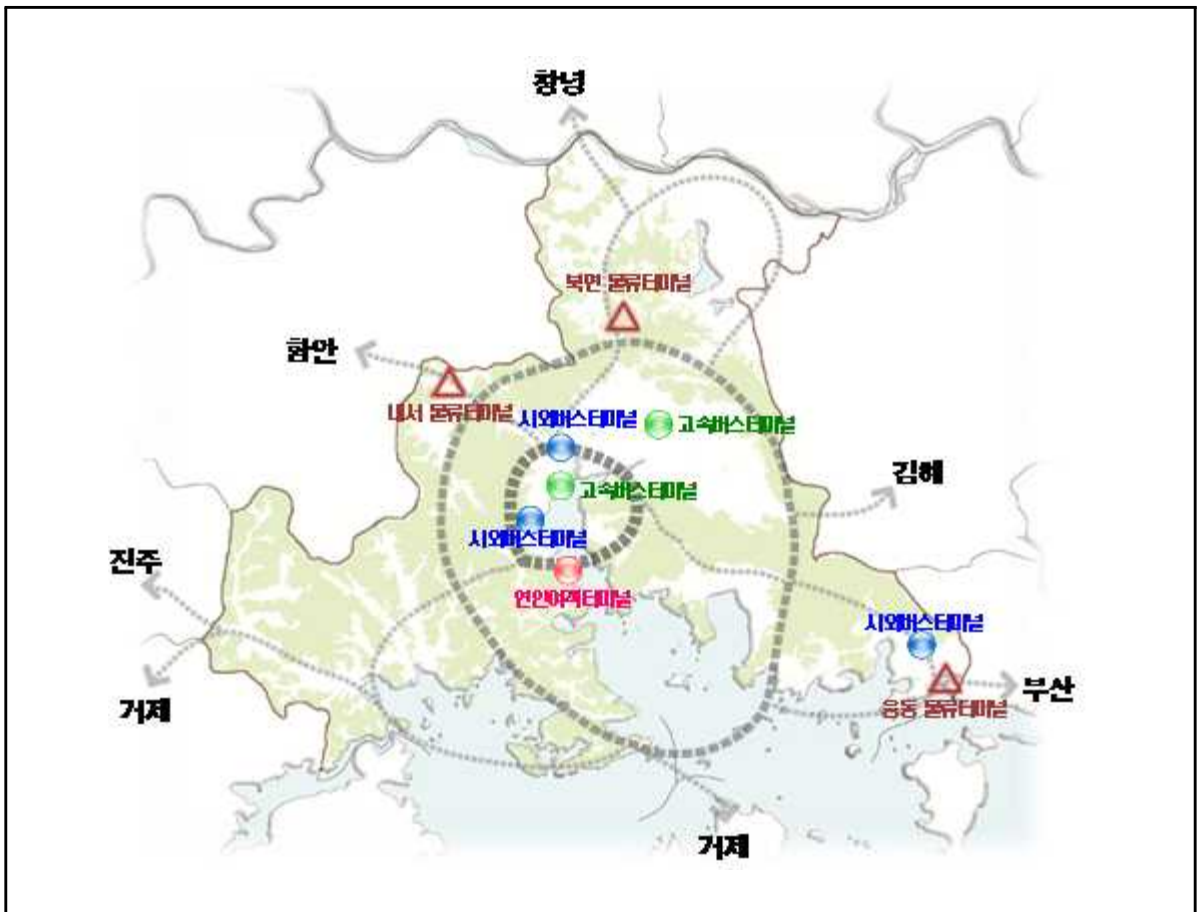 창녕
북면 물류터미널
함안
내서 물류터미널
시외버스터미널
고속버스터미널
김해
고속버스터미널
시외버스터미널
진주
연안여객터미널
시외버스터미널
부산
거제
웅동 물류터미널
거제